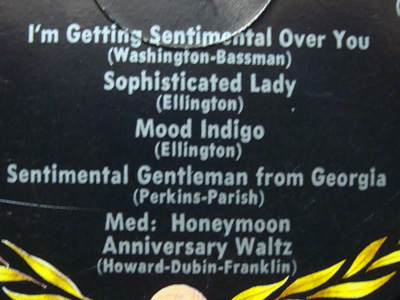 I'm Getting Sentimental Over You
(Washington-Bassman)
Sophisticated Lady
(Ellington)
Mood Indigo
(Ellington)
Sentimental Gentleman from Georgia
(Perkins-Parish)
Med: Honeymoon
Anniversary Waltz
(Howard-Dubin-Franklin)